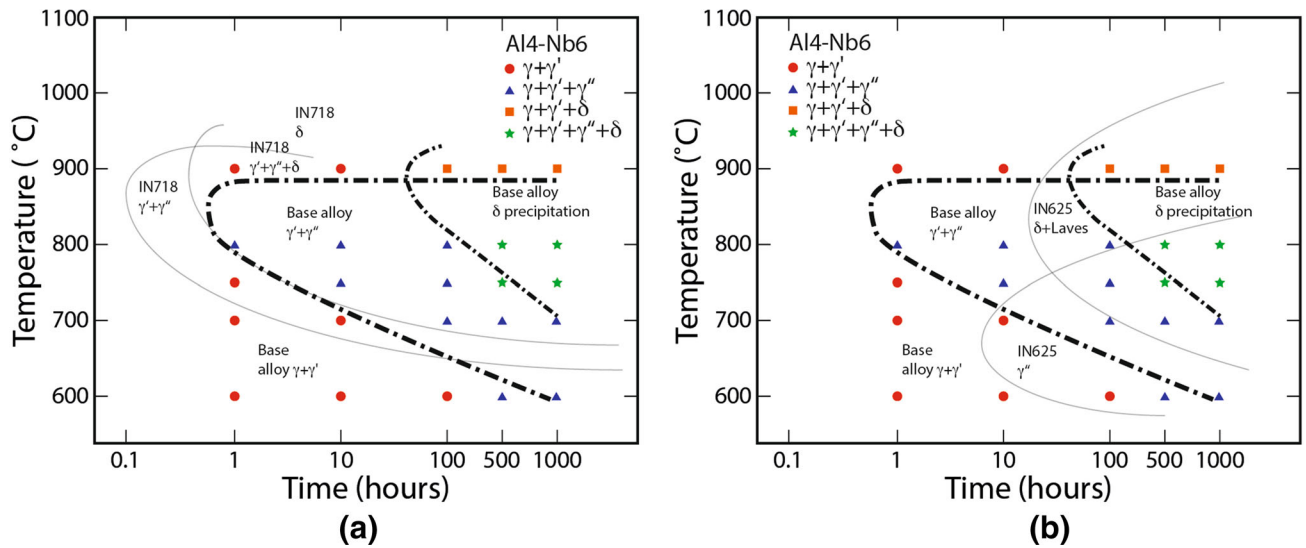 1100
1000
900
800
700
600
Temperature ( ˚C)
0.1
1
10
100
500
1000
Time (hours)
Al4-Nb6
γ+γ'
γ+γ‘+γ“
γ+γ‘+δ
γ+γ‘+γ“+δ
IN718
δ
IN718
γ‘+γ“+δ
IN718
γ‘+γ“
Base alloy
γ‘+γ“
Base alloy
δ precipitation
Base
alloy γ+γ'
(a)
1100
1000
900
800
700
600
Temperature (˚C)
0.1
1
10
100
500
1000
Time (hours)
Al4-Nb6
γ+γ'
γ+γ‘+γ“
γ+γ‘+δ
γ+γ‘+γ“+δ
Base alloy
γ‘+γ“
IN625
δ+Laves
Base alloy
δ precipitation
Base
alloy γ+γ'
IN625
γ“
(b)